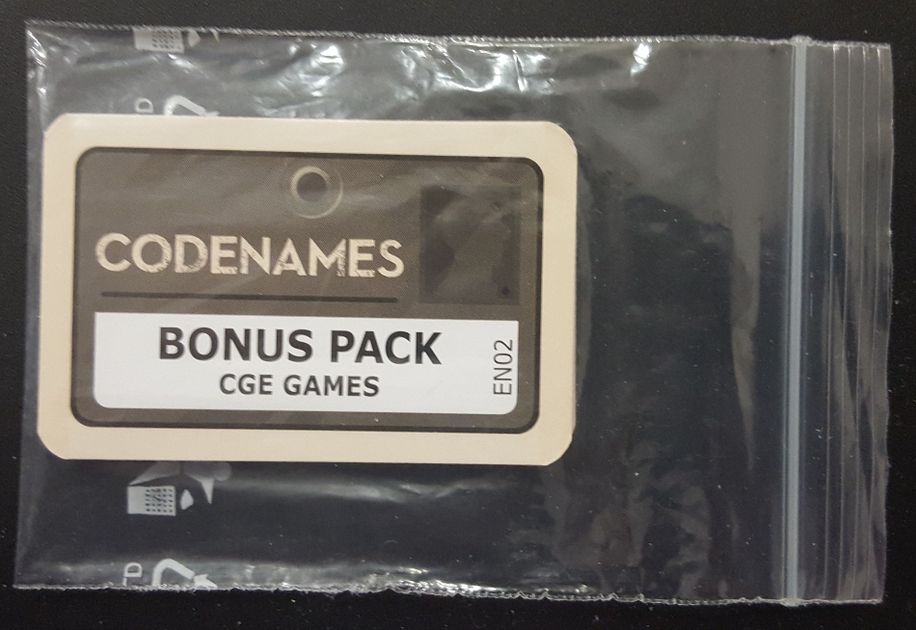 CODENAMES
BONUS PACK
CGE GAMES
EN02